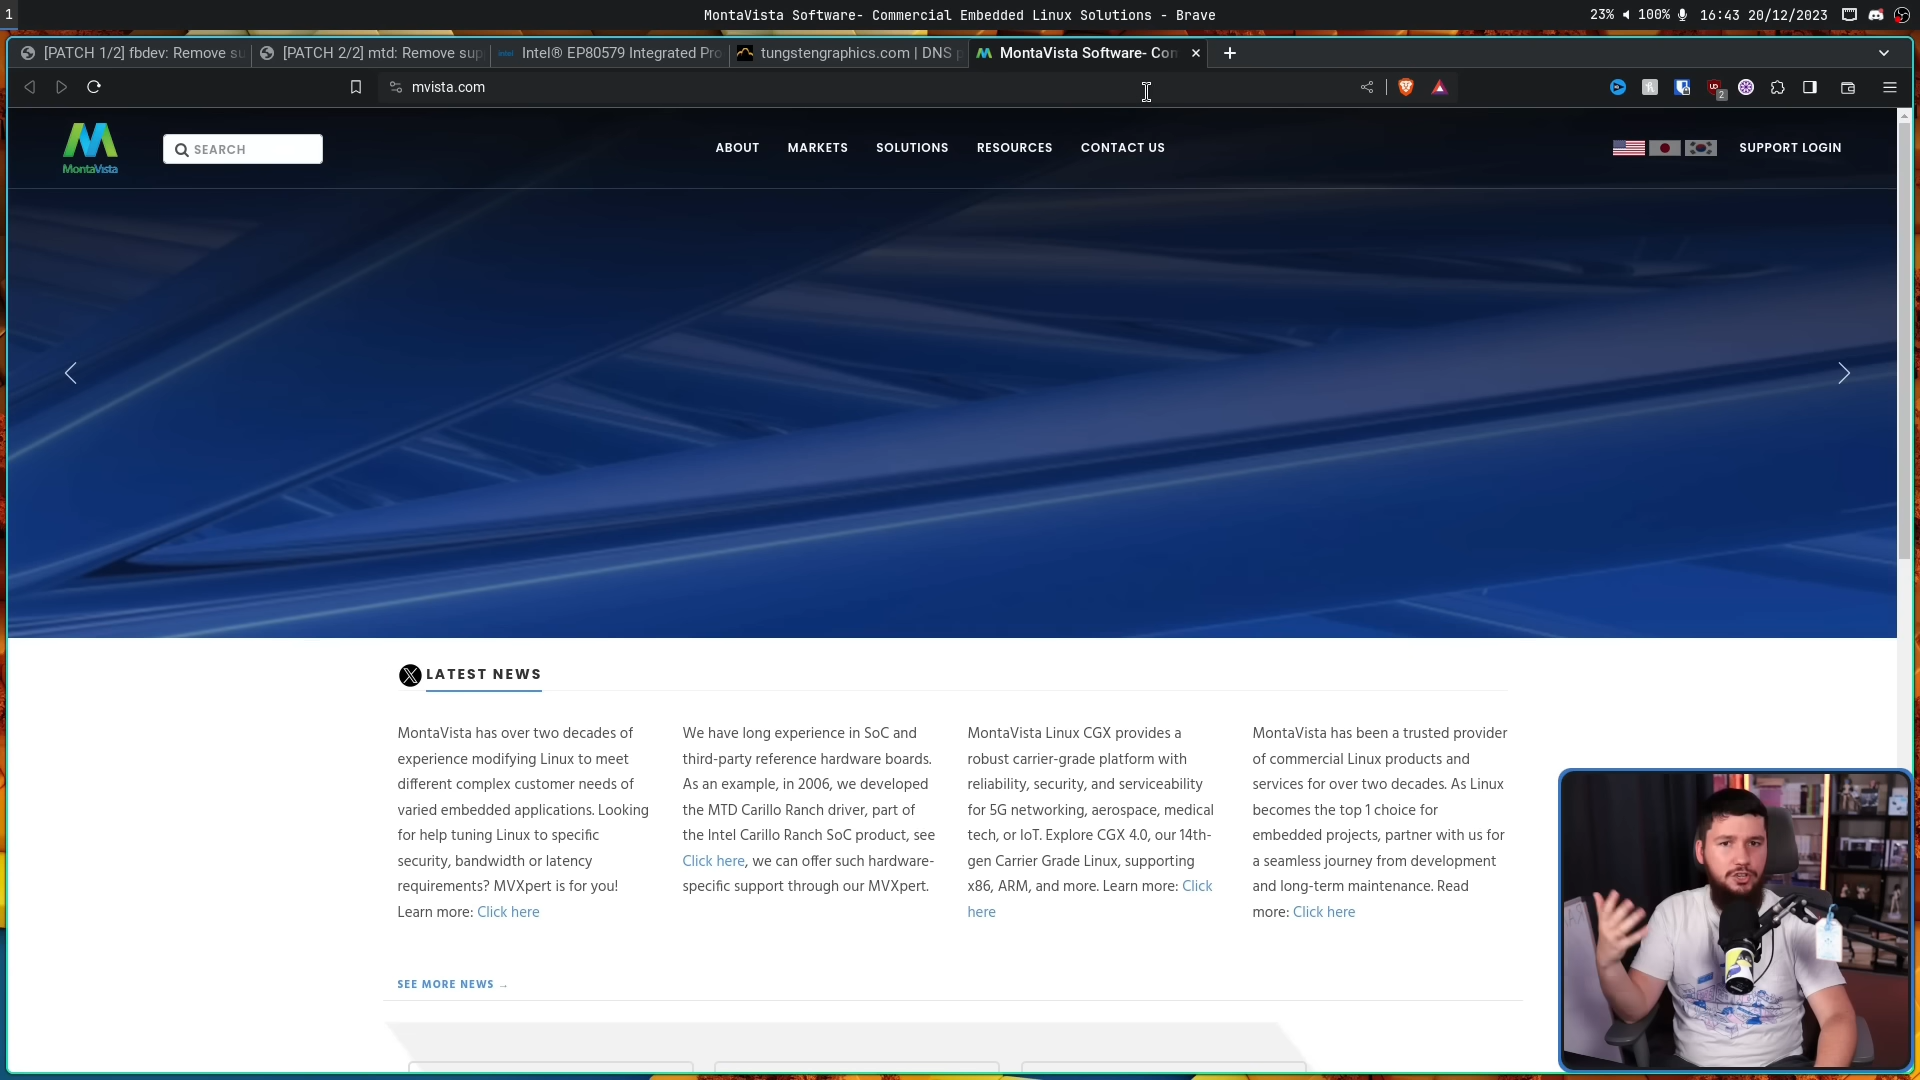 1
MontaVista Software- Commercial Embedded Linux Solutions - Brave
23% 100% 16:43 20/12/2023
[PATCH 1/2] fbdev: Remove su
[PATCH 2/2] mtd: Remove sup
intel
Intel® EP80579 Integrated Pro
tungstengraphics.com | DNS p
MontaVista Software- Com
mvista.com
2
MontaVista
SEARCH
ABOUT
MARKETS
SOLUTIONS
RESOURCES
CONTACT US
SUPPORT LOGIN
LATEST NEWS
MontaVista has over two decades of
experience modifying Linux to meet
different complex customer needs of
varied embedded applications. Looking
for help tuning Linux to specific
security, bandwidth or latency
requirements? MVXpert is for you!
Learn more: Click here
We have long experience in SoC and
third-party reference hardware boards.
As an example, in 2006, we developed
the MTD Carillo Ranch driver, part of
the Intel Carillo Ranch SoC product, see
Click here, we can offer such hardware-
specific support through our MVXpert.
MontaVista Linux CGX provides a
robust carrier-grade platform with
reliability, security, and serviceability
for 5G networking, aerospace, medical
tech, or IoT. Explore CGX 4.0, our 14th-
gen Carrier Grade Linux, supporting
x86, ARM, and more. Learn more: Click
here
MontaVista has been a trusted provider
of commercial Linux products and
services for over two decades. As Linux
becomes the top 1 choice for
embedded projects, partner with us for
a seamless journey from development
and long-term maintenance. Read
more: Click here
SEE MORE NEWS →